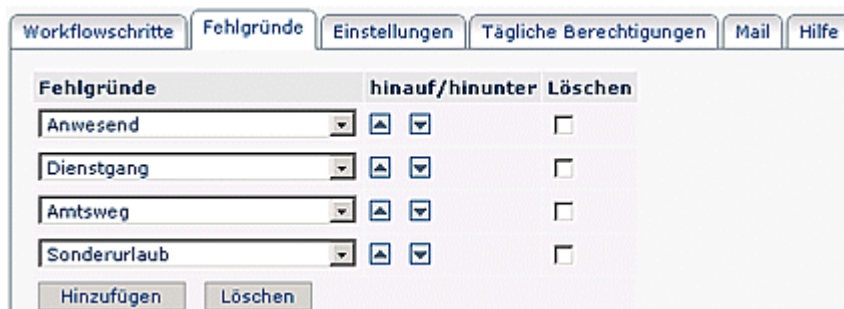 Workflowschritte Fehlgründe Einstellungen Tägliche Berechtigungen Mail Hilfe
Fehlgründe hinauf/hinunter Löschen
Anwesend
Dienstgang
Amtsweg
Sonderurlaub
Hinzufügen Löschen